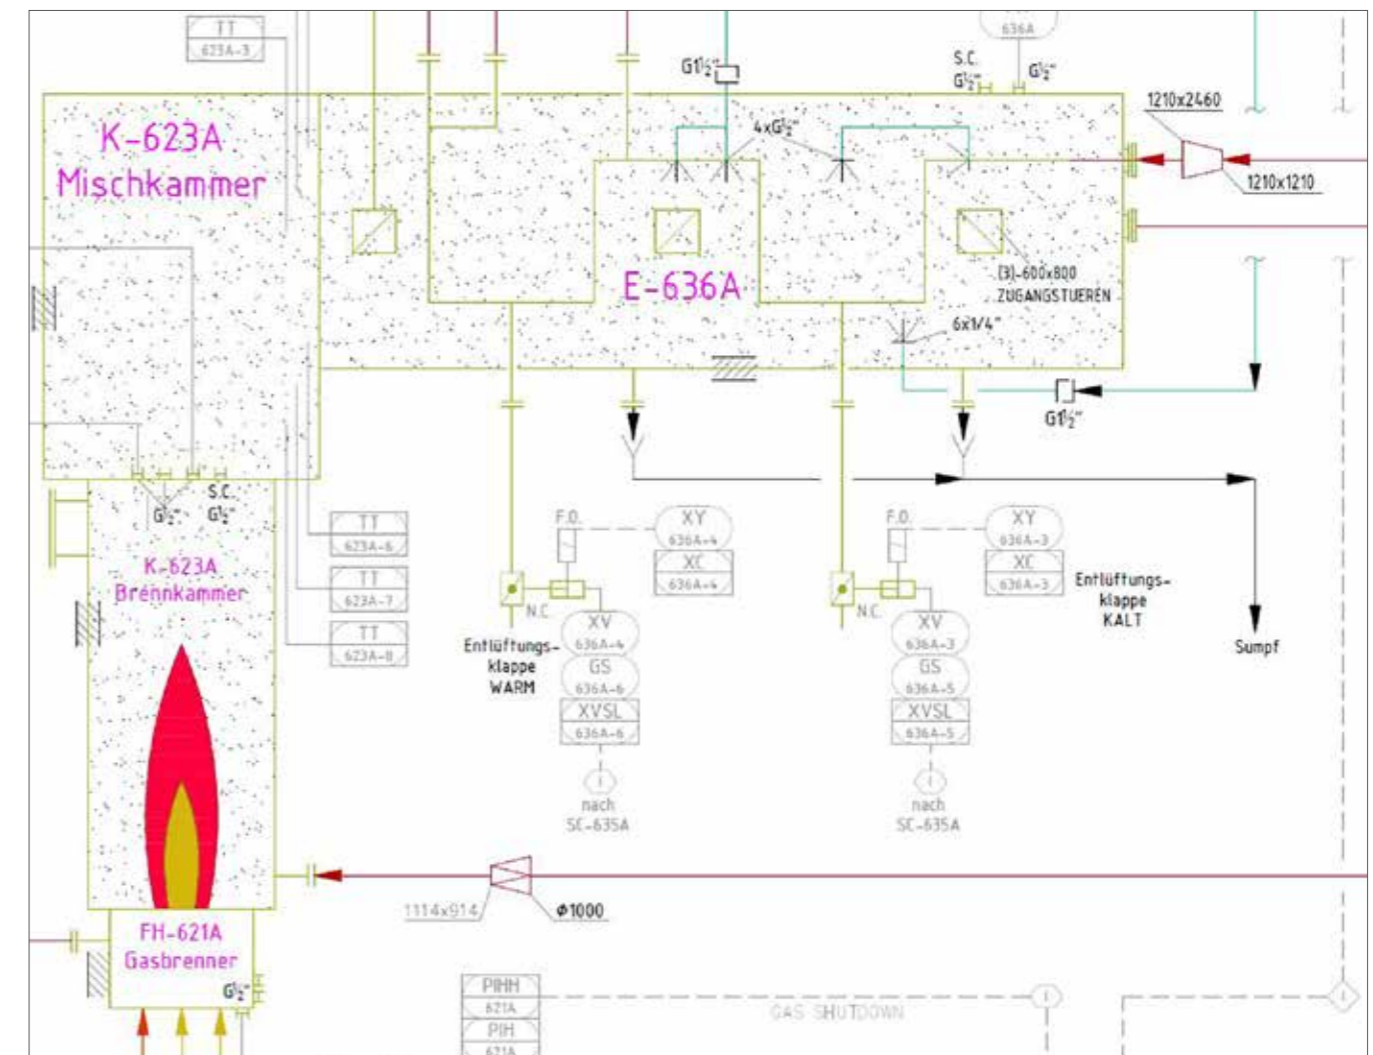 TT
623A-3
636A
G1½"
S.C.
G½"
G½"
1210x2460
K-623A
Mischkammer
4xG½"
1210x1210
E-636A
(3)-600x800
ZUGANGSTUEREN
6x1/4"
G1½"
S.C.
G½"
G½"
TT
623A-6
F.O.
XY
636A-4
F.O.
XY
636A-3
K-623A
Brennkammer
TT
623A-7
XC
636A-4
XC
636A-3
N.C.
N.C.
Entlüftungs-
klappe
KALT
TT
623A-8
Entlüftungs-
klappe
WARM
XV
636A-4
XV
636A-3
Sumpf
GS
636A-6
GS
636A-5
XVSL
636A-6
XVSL
636A-5
I
nach
SC-635A
I
nach
SC-635A
1114x914
Φ1000
FH-621A
Gasbrenner
G½"
PIHH
621A
GAS SHUTDOWN
I
I
PIH
621A